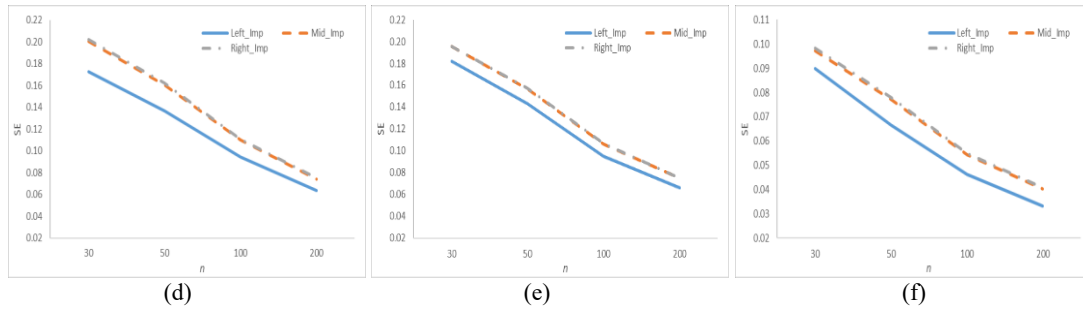 0.22
0.20
0.18
0.16
0.14
0.12
0.10
0.08
0.06
0.04
0.02
SE
Left_Imp
Mid_Imp
Right_Imp
30
50
100
200
n
(d)
0.22
0.20
0.18
0.16
0.14
0.12
0.10
0.08
0.06
0.04
0.02
SE
Left_Imp
Mid_Imp
Right_Imp
30
50
100
200
n
(e)
0.11
0.10
0.09
0.08
0.07
0.06
0.05
0.04
0.03
0.02
SE
Left_Imp
Mid_Imp
Right_Imp
30
50
100
200
n
(f)